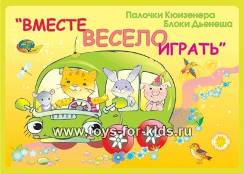 Палочки Кюизенера
Блоки Дьенеша
"ВМЕСТЕ
ВЕСЕЛО
ИГРАТЬ"
www.toys-for-kids.ru